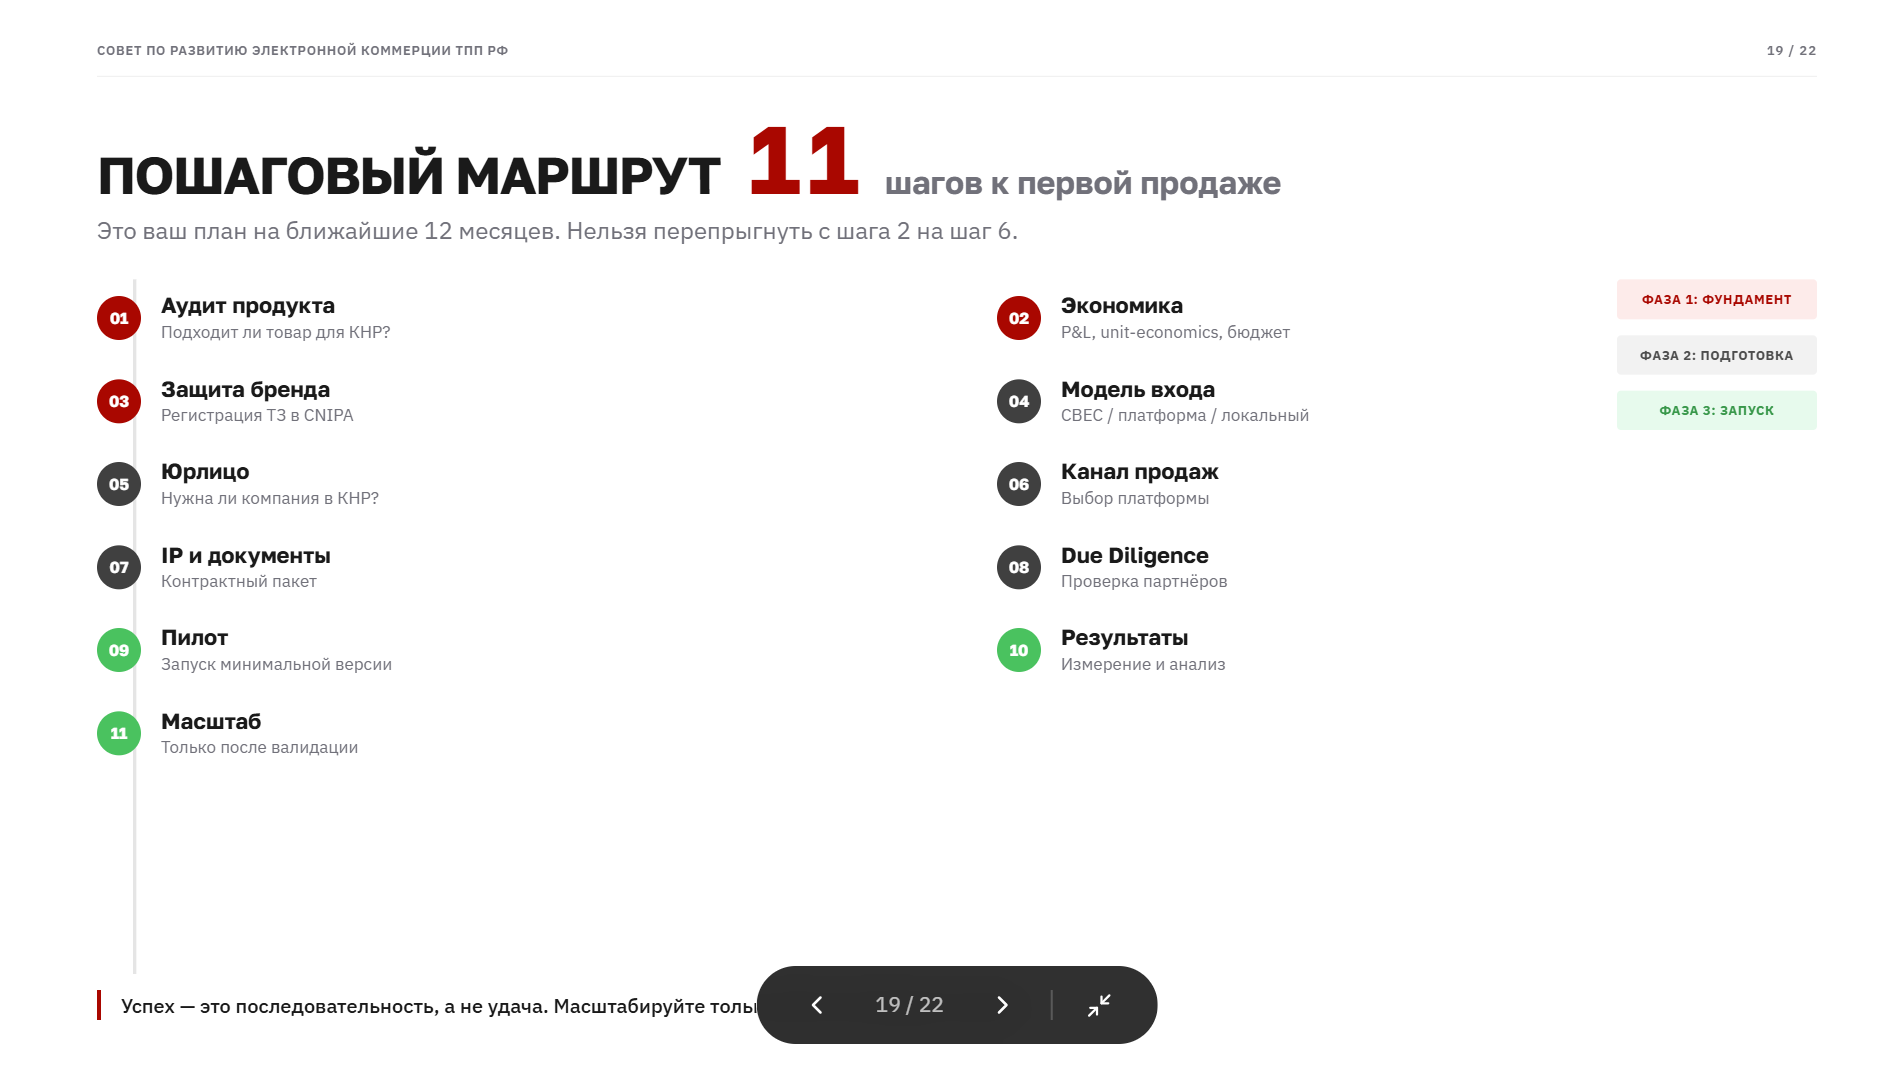 СОВЕТ ПО РАЗВИТИЮ ЭЛЕКТРОННОЙ КОММЕРЦИИ ТПП РФ
19 / 22
ПОШАГОВЫЙ МАРШРУТ 11 шагов к первой продаже
Это ваш план на ближайшие 12 месяцев. Нельзя перепрыгнуть с шага 2 на шаг 6.
01
Аудит продукта
Подходит ли товар для КНР?
02
Экономика
P&L, unit-economics, бюджет
03
Защита бренда
Регистрация ТЗ в CNIPA
04
Модель входа
CBEC / платформа / локальный
05
Юрлицо
Нужна ли компания в КНР?
06
Канал продаж
Выбор платформы
07
IP и документы
Контрактный пакет
08
Due Diligence
Проверка партнёров
09
Пилот
Запуск минимальной версии
10
Результаты
Измерение и анализ
11
Масштаб
Только после валидации
ФАЗА 1: ФУНДАМЕНТ
ФАЗА 2: ПОДГОТОВКА
ФАЗА 3: ЗАПУСК
Успех — это последовательность, а не удача. Масштабируйте
19 / 22